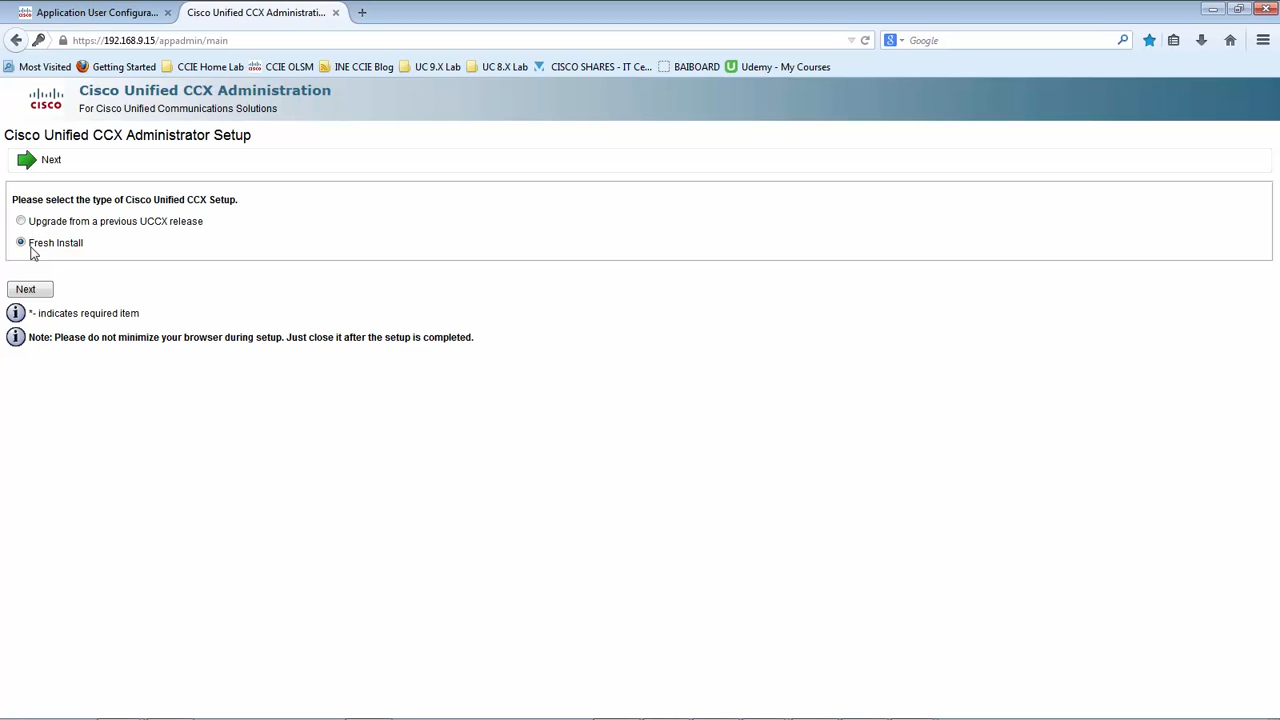 Application User Configura...
Cisco Unified CCX Administrati...
https://192.168.9.15/appadmin/main
Google
Most Visited
Getting Started
CCIE Home Lab
CCIE OLSM
INE CCIE Blog
UC 9.X Lab
UC 8.X Lab
CISCO SHARES - IT Ce...
BAIBOARD
Udemy - My Courses
CISCO
Cisco Unified CCX Administration
For Cisco Unified Communications Solutions
Cisco Unified CCX Administrator Setup
Next
Please select the type of Cisco Unified CCX Setup.
Upgrade from a previous UCCX release
Fresh Install
Next
*- indicates required item
Note: Please do not minimize your browser during setup. Just close it after the setup is completed.